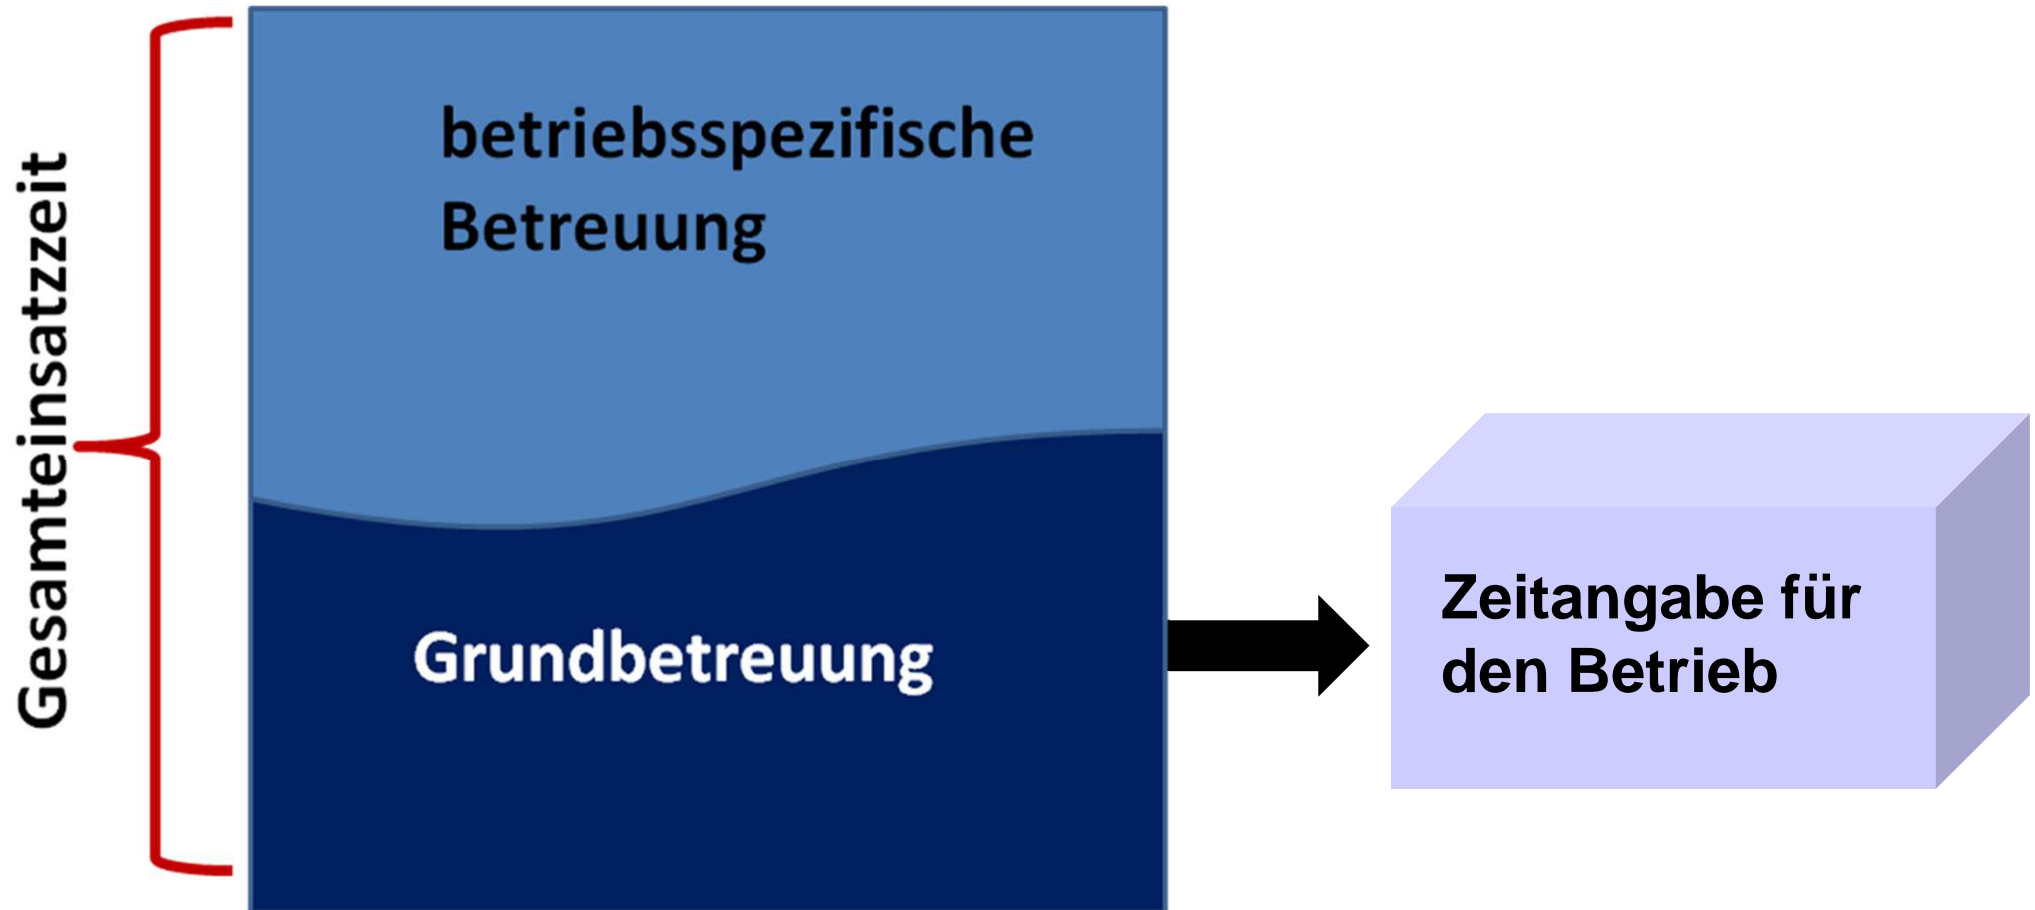 Gesamteinsatzzeit
betriebsspezifische
Betreuung
Grundbetreuung
Zeitangabe für
den Betrieb